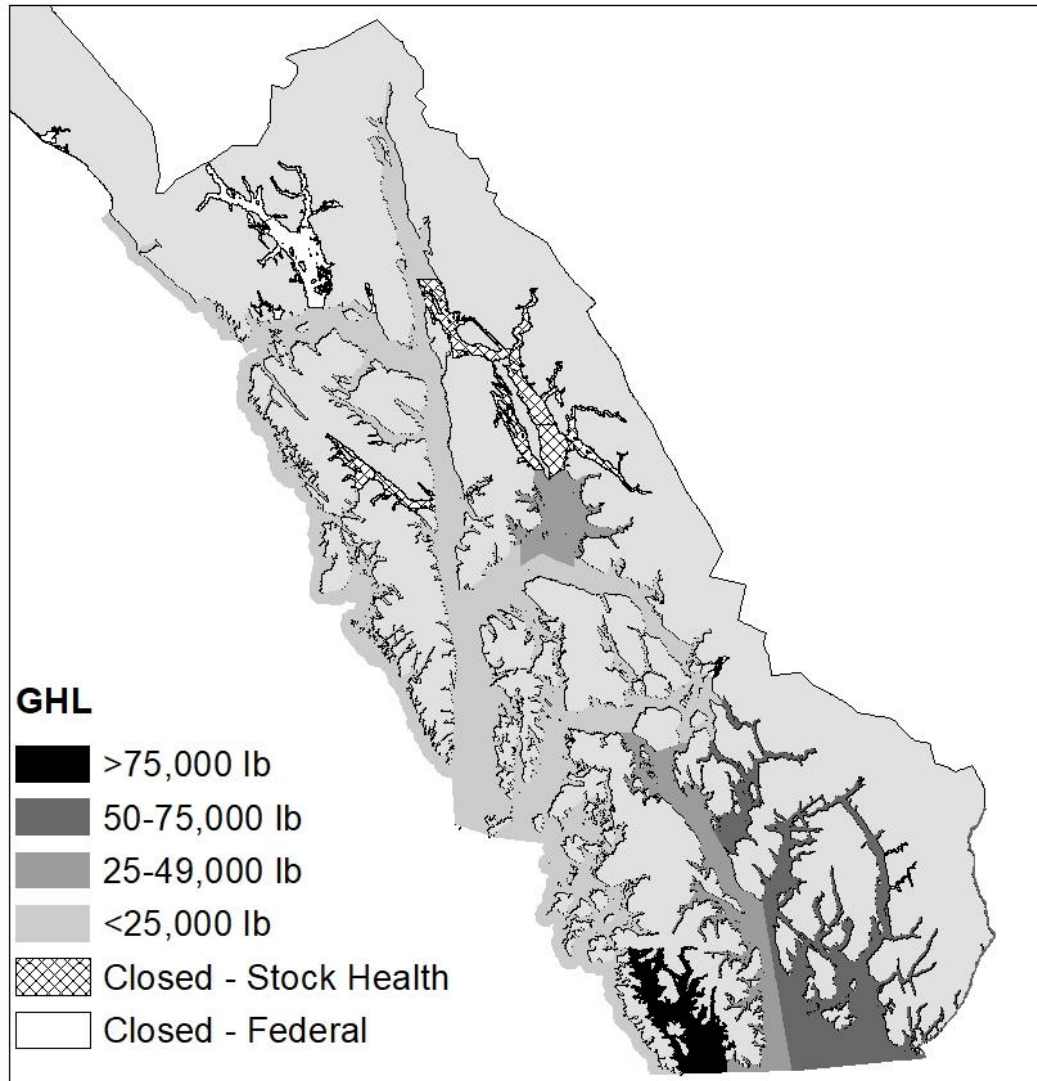 GHL
>75,000 lb
50-75,000 lb
25-49,000 lb
<25,000 lb
Closed - Stock Health
Closed - Federal